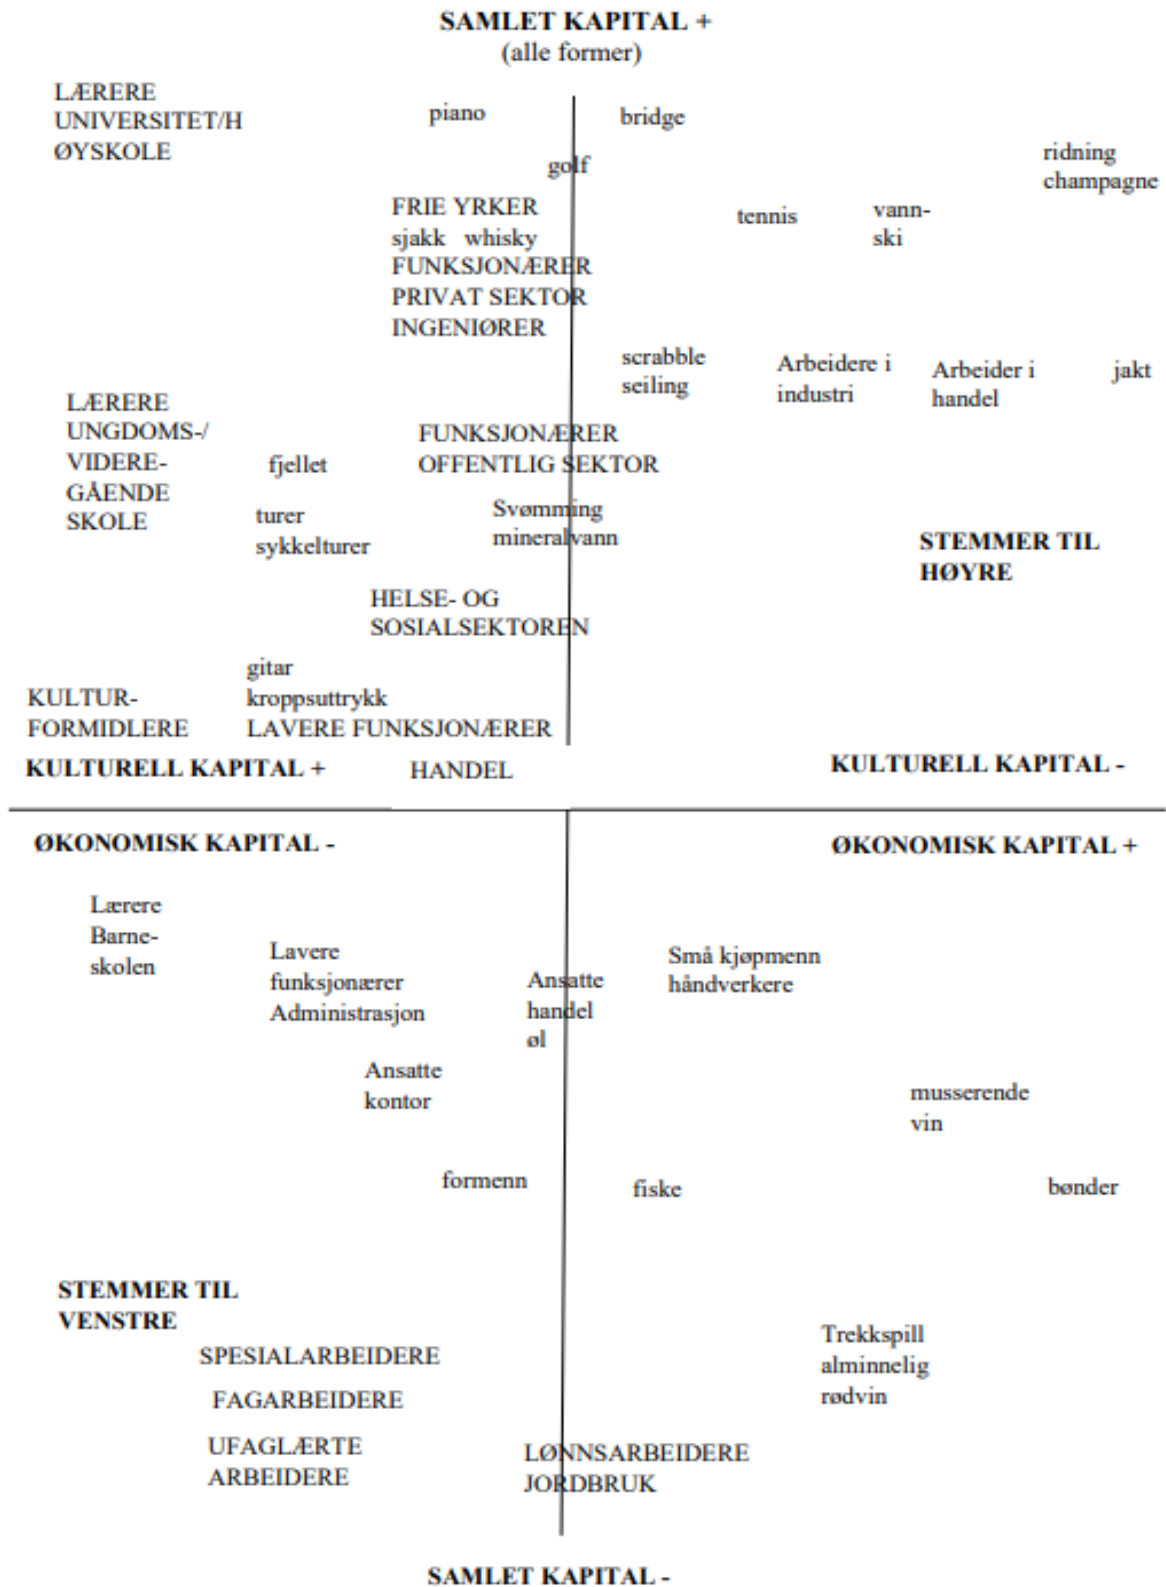 SAMLET KAPITAL +
(alle former)
LÆRERE
UNIVERSITET/H
ØYSKOLE
piano
bridge
golf
ridning
champagne
FRIE YRKER
sjakk whisky
FUNKSJONÆRER
PRIVAT SEKTOR
INGENIØRER
tennis
vann-
ski
scrabble
seiling
Arbeidere i
industri
Arbeider i
handel
jakt
LÆRERE
UNGDOMS-/
VIDERE-
GÅENDE
SKOLE
fjellet
FUNKSJONÆRER
OFFENTLIG SEKTOR
turer
sykkelturer
Svømming
mineralvann
STEMMER TIL
HØYRE
HELSE- OG
SOSIALSEKTOREN
gitar
kroppsuttrykk
LAVERE FUNKSJONÆRER
KULTUR-
FORMIDLERE
KULTURELL KAPITAL +
HANDEL
KULTURELL KAPITAL -
ØKONOMISK KAPITAL -
ØKONOMISK KAPITAL +
Lærere
Barne-
skolen
Lavere
funksjonærer
Administrasjon
Ansatte
handel
øl
Små kjøpmenn
håndverkere
Ansatte
kontor
musserende
vin
formenn
fiske
bønder
STEMMER TIL
VENSTRE
SPESIALARBEIDERE
FAGARBEIDERE
UFAGLÆRTE
ARBEIDERE
Trekkspill
alminnelig
rødvin
LØNNSARBEIDERE
JORDBRUK
SAMLET KAPITAL -